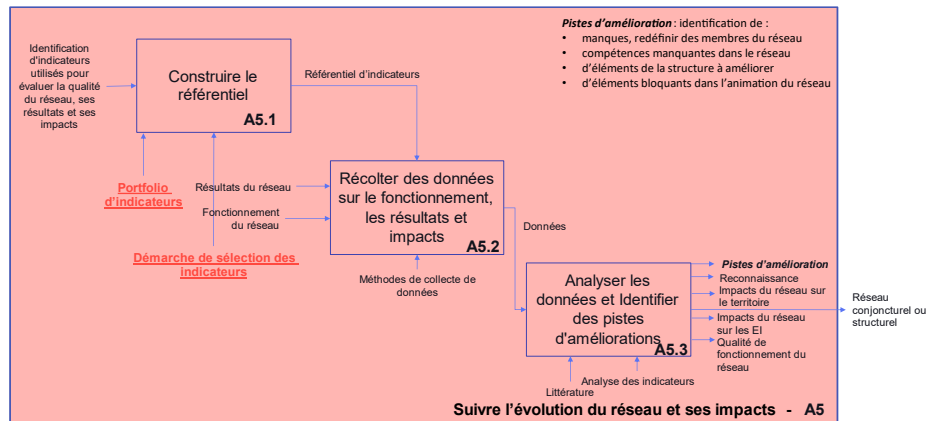 Pistes d'amélioration : identification de :
• manques, redéfinir des membres du réseau
• compétences manquantes dans le réseau
• d'éléments de la structure à améliorer
• d'éléments bloquants dans l'animation du réseau
Identification
d'indicateurs
utilisés pour
évaluer la qualité
du réseau, ses
résultats et ses
impacts
Construire le
référentiel
A5.1
Référentiel d'indicateurs
Portfolio
d'indicateurs
Démarche de sélection des
indicateurs
Résultats du réseau
Fonctionnement
du réseau
Récolter des données
sur le fonctionnement,
les résultats et
impacts
A5.2
Méthodes de collecte de
données
Données
Analyser les
données et Identifier
des pistes
d'améliorations
A5.3
Littérature
Analyse des indicateurs
Pistes d'amélioration
Reconnaissance
Impacts du réseau sur
le territoire
Impacts du réseau
sur les EI
Qualité de
fonctionnement du
réseau
Réseau
conjoncturel ou
structurel
Suivre l'évolution du réseau et ses impacts - A5